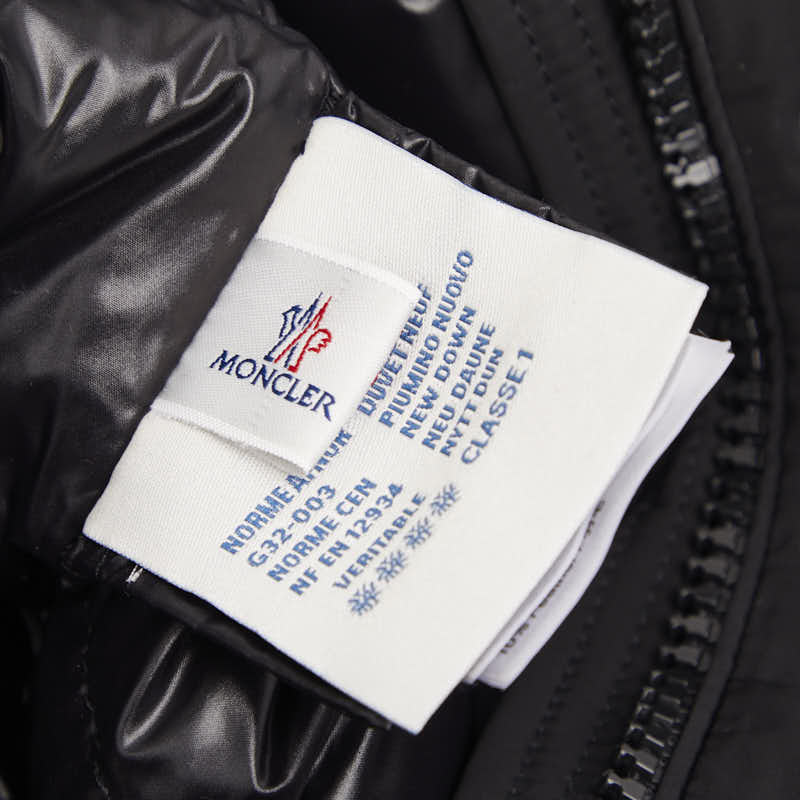 MONCLER
DUVET NEUF
PIUMINO NUOVO
NEW DOWN
NEU DAUNE
NYTT DUN
CLASSE 1
NORME
G32-003
NORME CEN
NF EN 12934
VERITABLE
10%